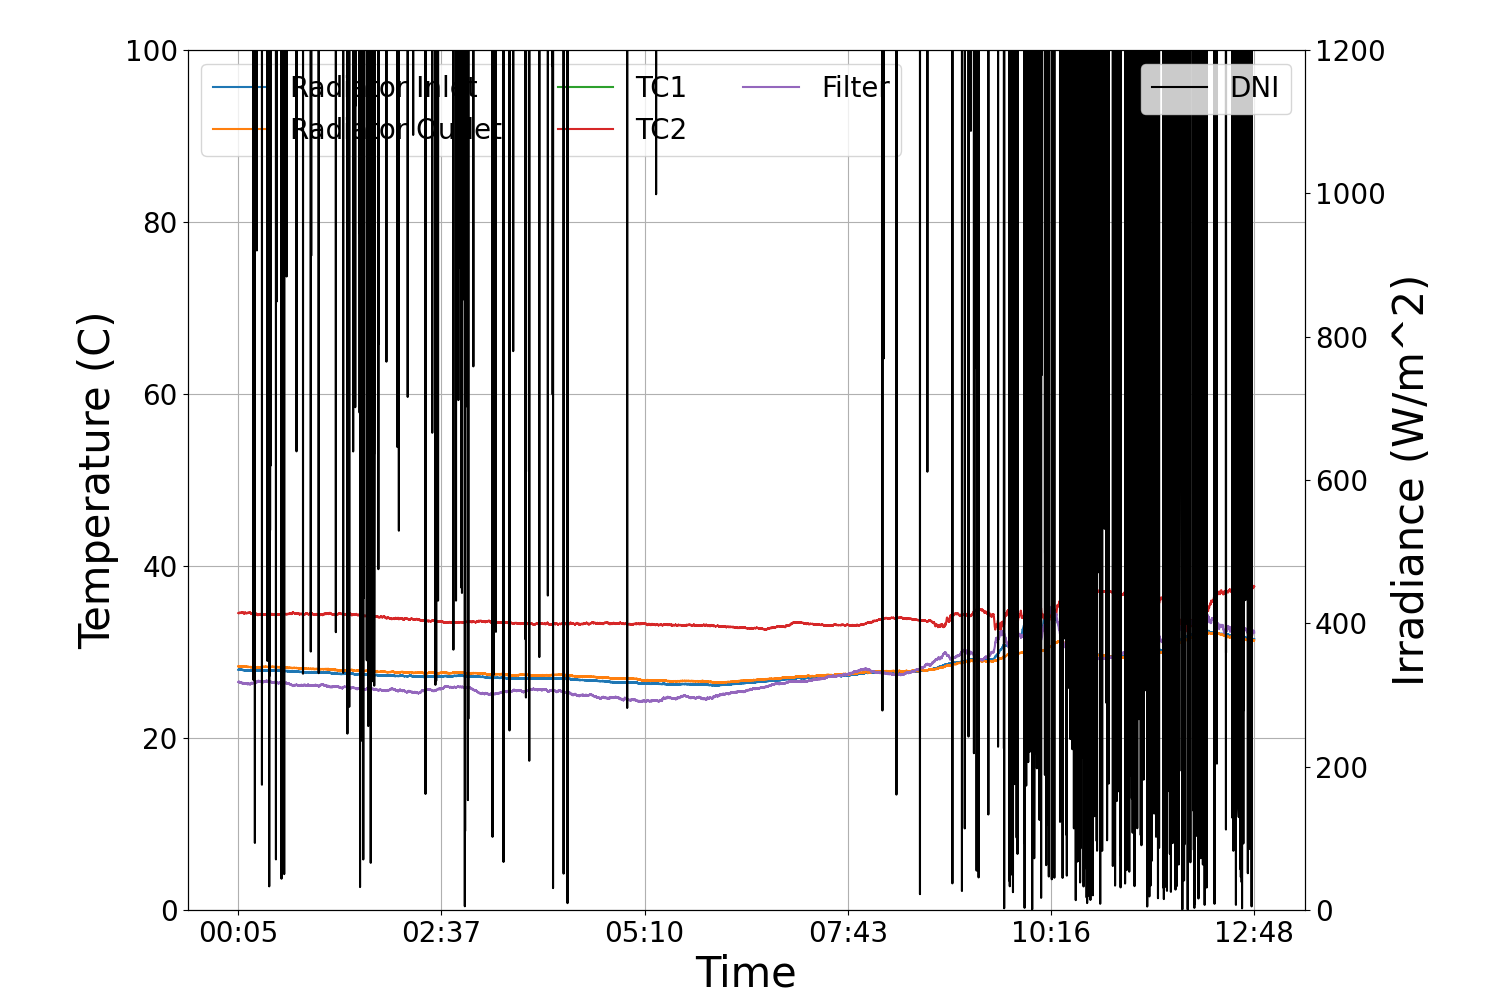 100
80
60
40
20
0
Temperature (C)
Radiator Inlet
Radiator Outlet
TC1
TC2
Filter
DNI
1200
1000
800
600
400
200
0
Irradiance (W/m^2)
00:05
02:37
05:10
07:43
10:16
12:48
Time